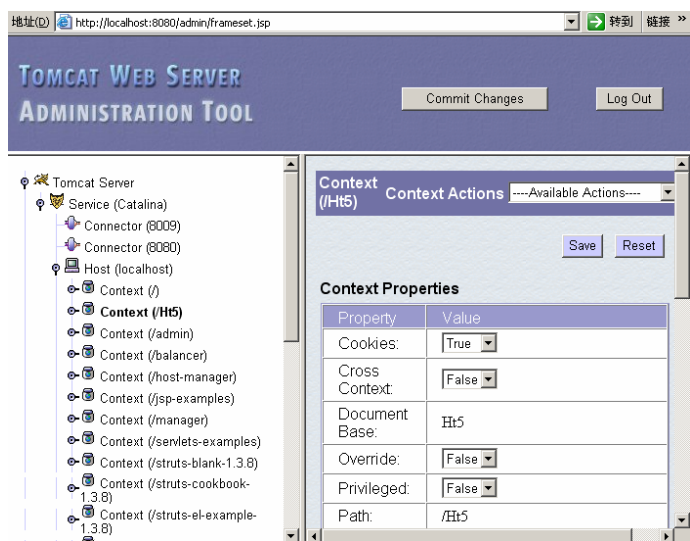 地址(D) http://localhost:8080/admin/frameset.jsp 转到 链接 »
TOMCAT WEB SERVER
ADMINISTRATION TOOL
Commit Changes Log Out
Tomcat Server
Service (Catalina)
Connector (8009)
Connector (8080)
Host (localhost)
Context (/)
Context (/Ht5)
Context (/admin)
Context (/balancer)
Context (/host-manager)
Context (/jsp-examples)
Context (/manager)
Context (/servlets-examples)
Context (/struts-blank-1.3.8)
Context (/struts-cookbook-
1.3.8)
Context (/struts-el-example-
1.3.8)
Context
(/Ht5)
Context Actions ----Available Actions----
Save Reset
Context Properties
Property Value
Cookies: True
Cross
Context: False
Document
Base: Ht5
Override: False
Privileged: False
Path: /Ht5